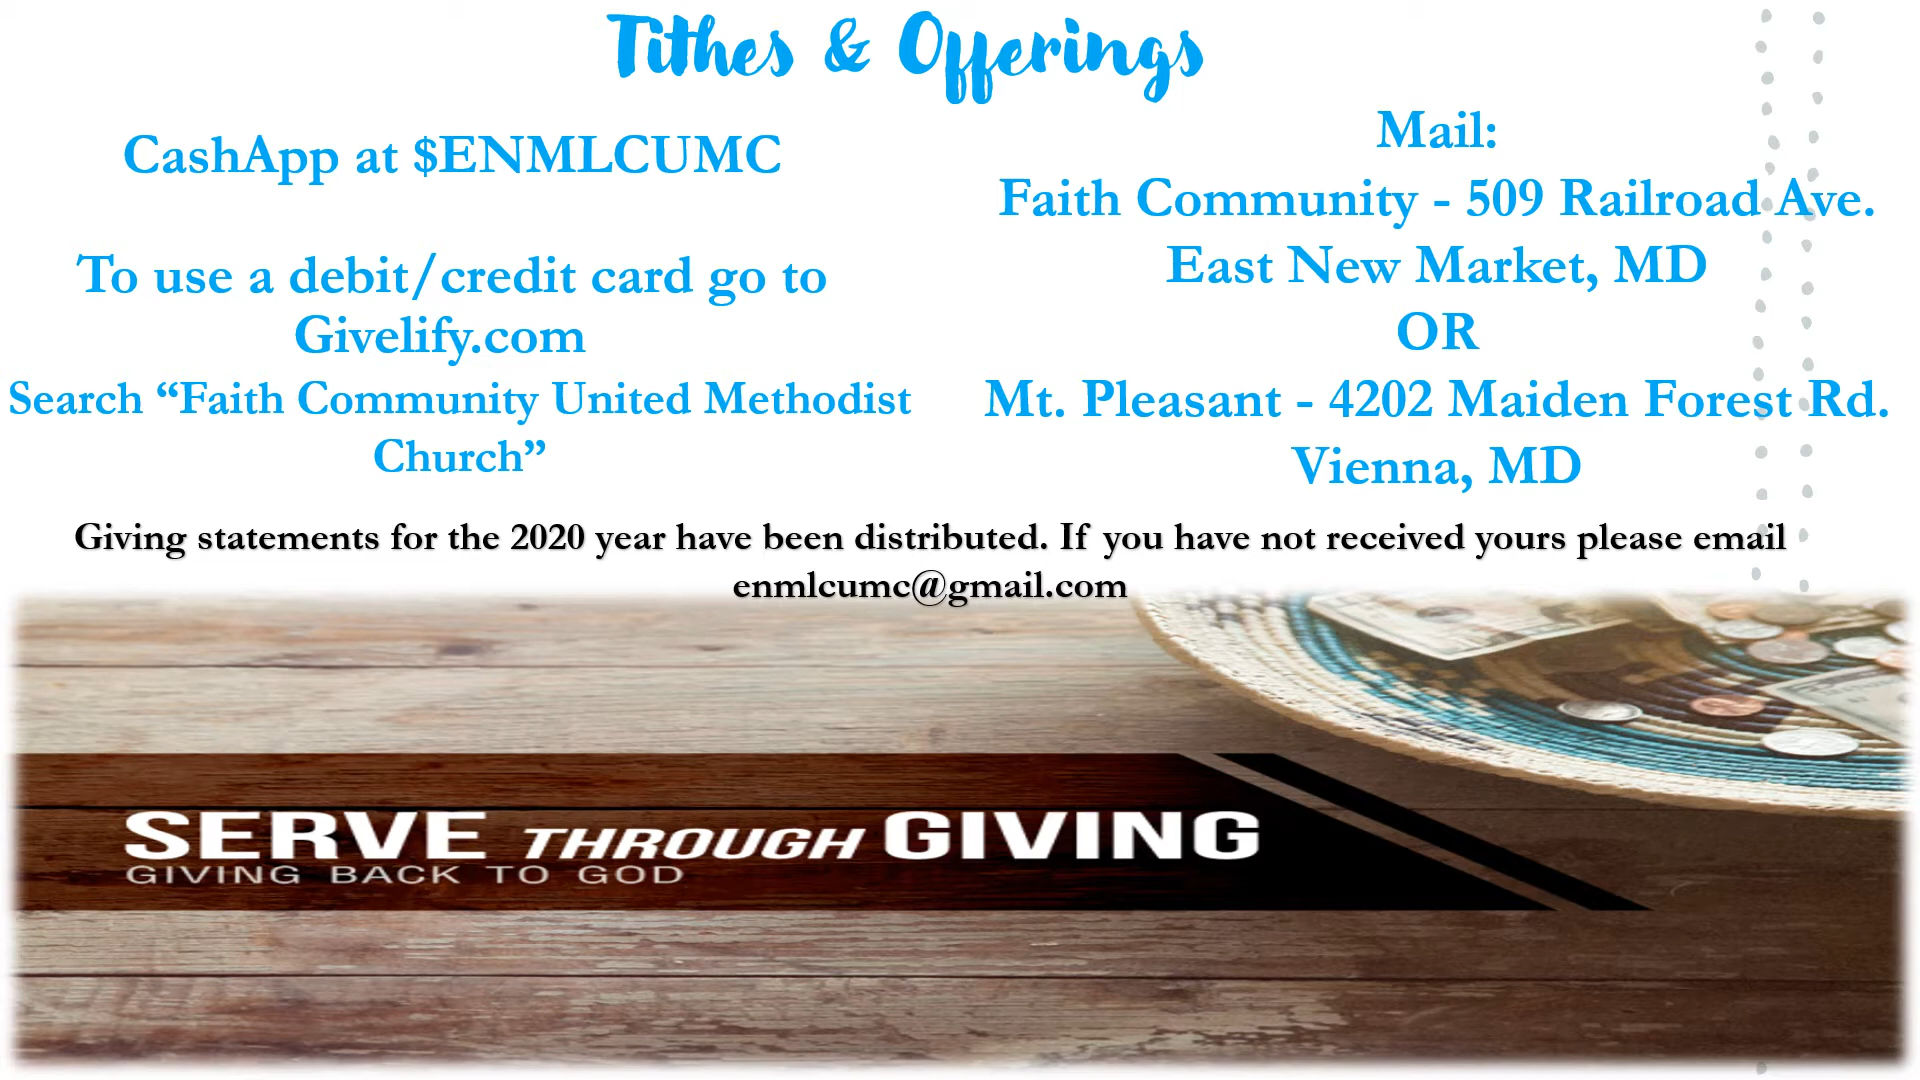 Tithes & Offerings
CashApp at $ENMLCUMC
To use a debit/credit card go to
Givelify.com
Search “Faith Community United Methodist
Church”
Mail:
Faith Community - 509 Railroad Ave.
East New Market, MD
OR
Mt. Pleasant - 4202 Maiden Forest Rd.
Vienna, MD
Giving statements for the 2020 year have been distributed. If you have not received yours please email
enmlcumc@gmail.com
SERVE THROUGH GIVING
GIVING BACK TO GOD